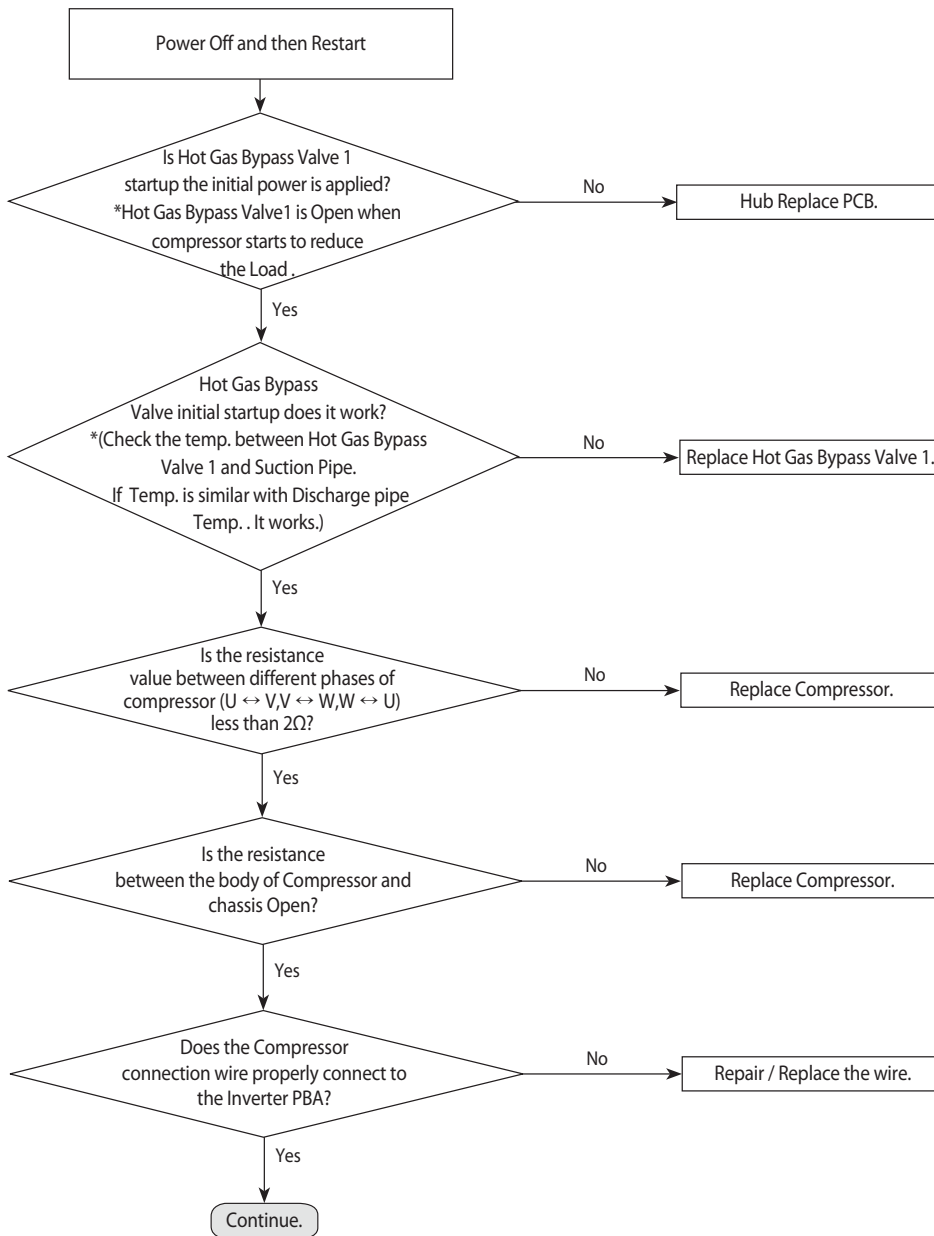 Power Off and then Restart
Is Hot Gas Bypass Valve 1
startup the initial power is applied?
*Hot Gas Bypass Valve1 is Open when
compressor starts to reduce
the Load .
No
Hub Replace PCB.
Yes
Hot Gas Bypass
Valve initial startup does it work?
*(Check the temp. between Hot Gas Bypass
Valve 1 and Suction Pipe.
If Temp. is similar with Discharge pipe
Temp. . It works.)
No
Replace Hot Gas Bypass Valve 1.
Yes
Is the resistance
value between different phases of
compressor (U ↔ V,V ↔ W,W ↔ U)
less than 2Ω?
No
Replace Compressor.
Yes
Is the resistance
between the body of Compressor and
chassis Open?
No
Replace Compressor.
Yes
Does the Compressor
connection wire properly connect to
the Inverter PBA?
No
Repair / Replace the wire.
Yes
Continue.